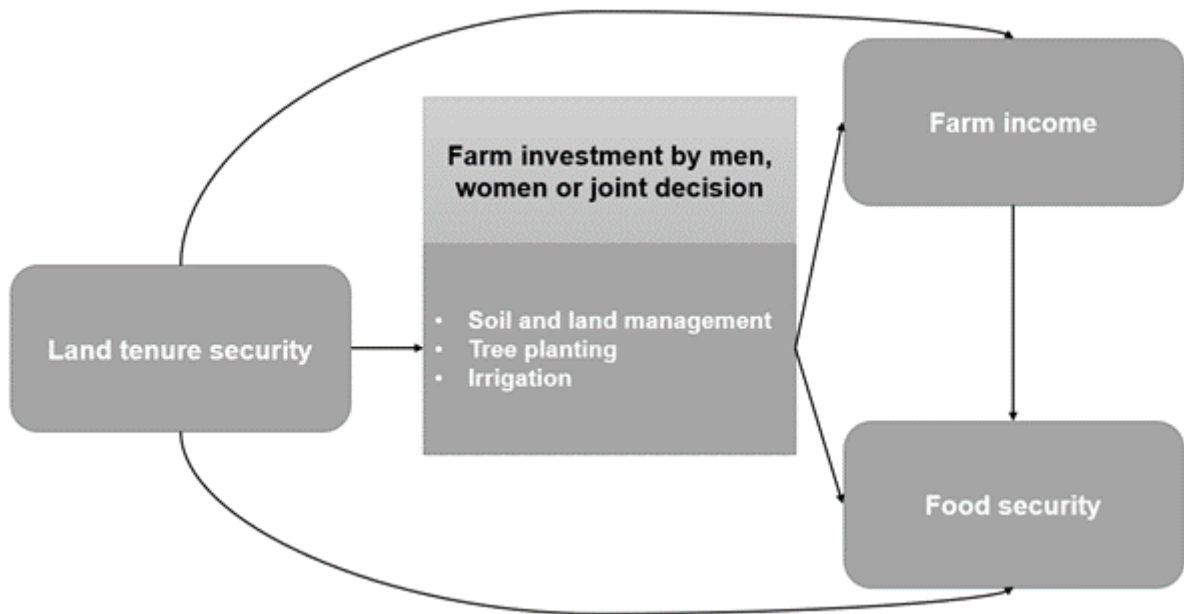 Farm income
Farm investment by men,
women or joint decision
Land tenure security
• Soil and land management
• Tree planting
• Irrigation
Food security